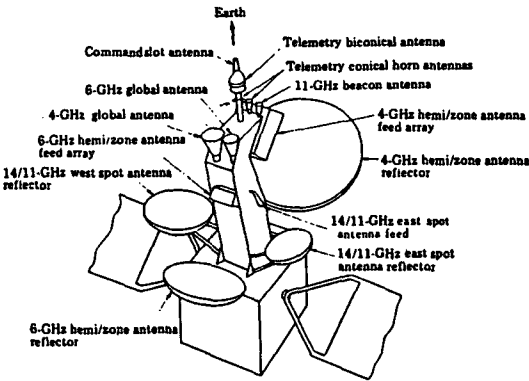 Earth
Command slot antenna
Telemetry biconical antenna
Telemetry conical horn antennas
6-GHz global antenna
11-GHz beacon antenna
4-GHz global antenna
4-GHz hemi/zone antenna
feed array
6-GHz hemi/zone antenna
feed array
4-GHz hemi/zone antenna
reflector
14/11-GHz west spot antenna
reflector
14/11-GHz east spot
antenna feed
14/11-GHz east spot
antenna reflector
6-GHz hemi/zone antenna
reflector